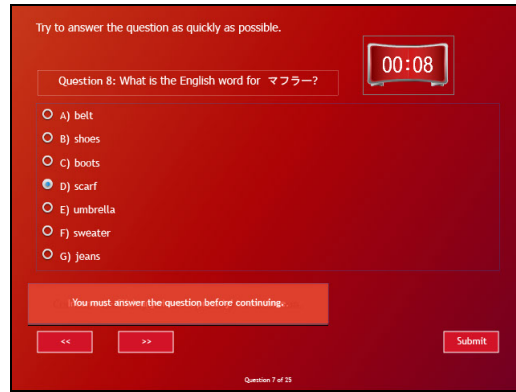 Try to answer the question as quickly as possible.
00:08
Question 8: What is the English word for マフラー?
A) belt
B) shoes
C) boots
D) scarf
E) umbrella
F) sweater
G) jeans
You must answer the question before continuing.
<<
>>
Submit
Question 7 of 25